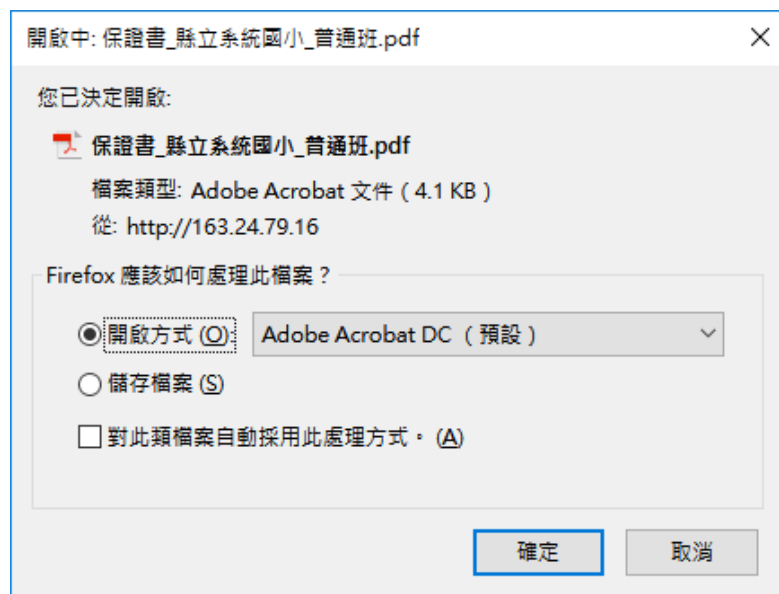 開啟中: 保證書_縣立系統國小_普通班.pdf
您已決定開啟:
保證書_縣立系統國小_普通班.pdf
檔案類型: Adobe Acrobat 文件 ( 4.1 KB )
從: http://163.24.79.16
Firefox 應該如何處理此檔案？
開啟方式 (O): Adobe Acrobat DC （預設）
儲存檔案 (S)
對此類檔案自動採用此處理方式。 (A)
確定 取消